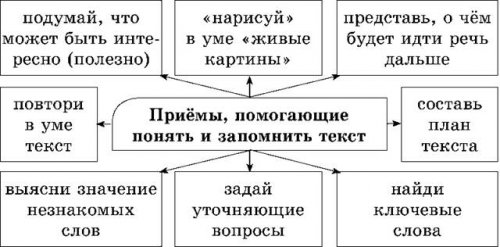 подумай, что
может быть инте-
ресно (полезно)
«нарисуй»
в уме «живые
картины»
представь, о чём
будет идти речь
дальше
повтори
в уме
текст
Приёмы, помогающие
понять и запомнить текст
составь
план
текста
выясни значение
незнакомых
слов
задай
уточняющие
вопросы
найди
ключевые
слова